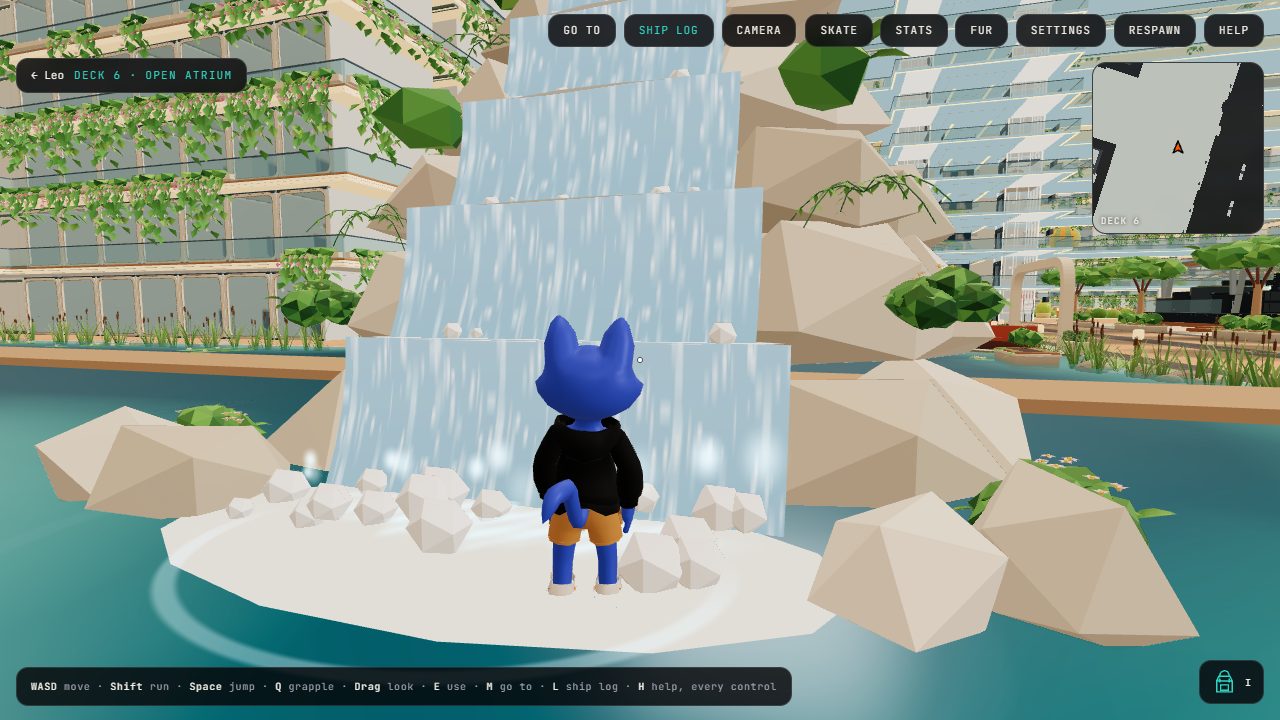 GO TO
SHIP LOG
CAMERA
SKATE
STATS
FUR
SETTINGS
RESPAWN
HELP
← Leo DECK 6 · OPEN ATRIUM
DECK 6
WASD move · Shift run · Space jump · Q grapple · Drag look · E use · M go to · L ship log · H help, every control
I